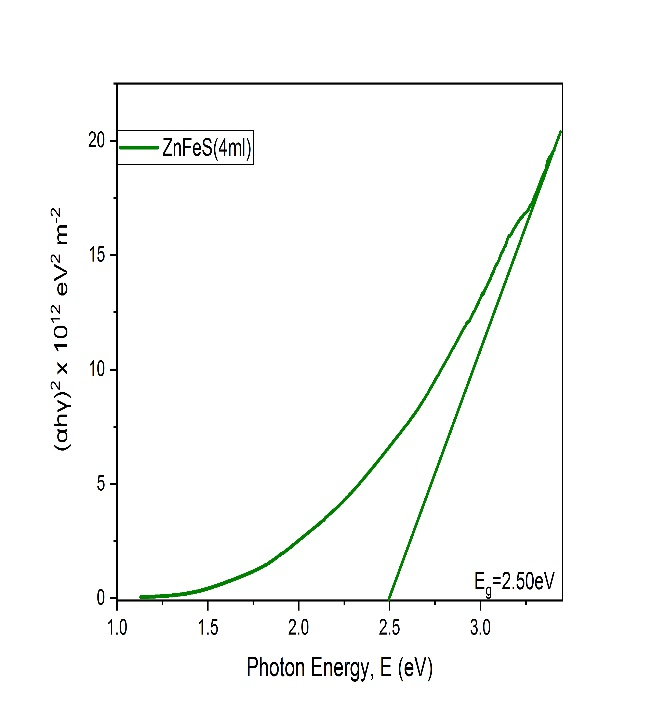 ZnFeS(4ml)
(αhγ)² x 10¹² eV² m⁻²
20
15
10
5
0
E₉=2.50eV
1.0 1.5 2.0 2.5 3.0
Photon Energy, E (eV)